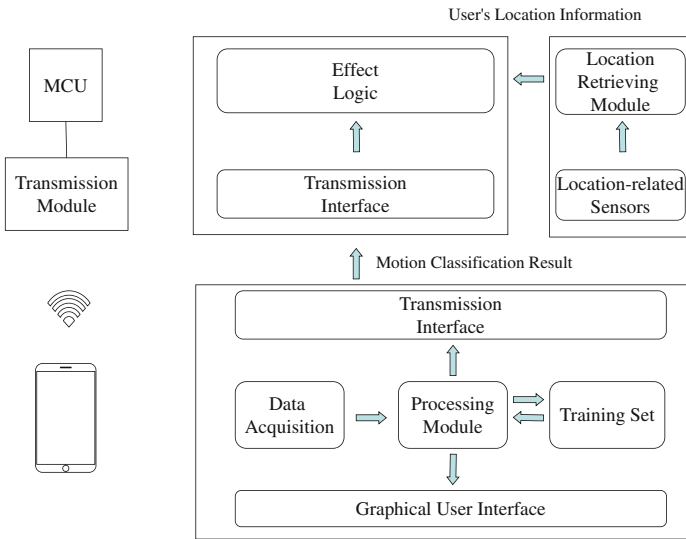 User's Location Information
MCU
Transmission
Module
Effect
Logic
Transmission
Interface
Location
Retrieving
Module
Location-related
Sensors
Motion Classification Result
Transmission
Interface
Data
Acquisition
Processing
Module
Training Set
Graphical User Interface